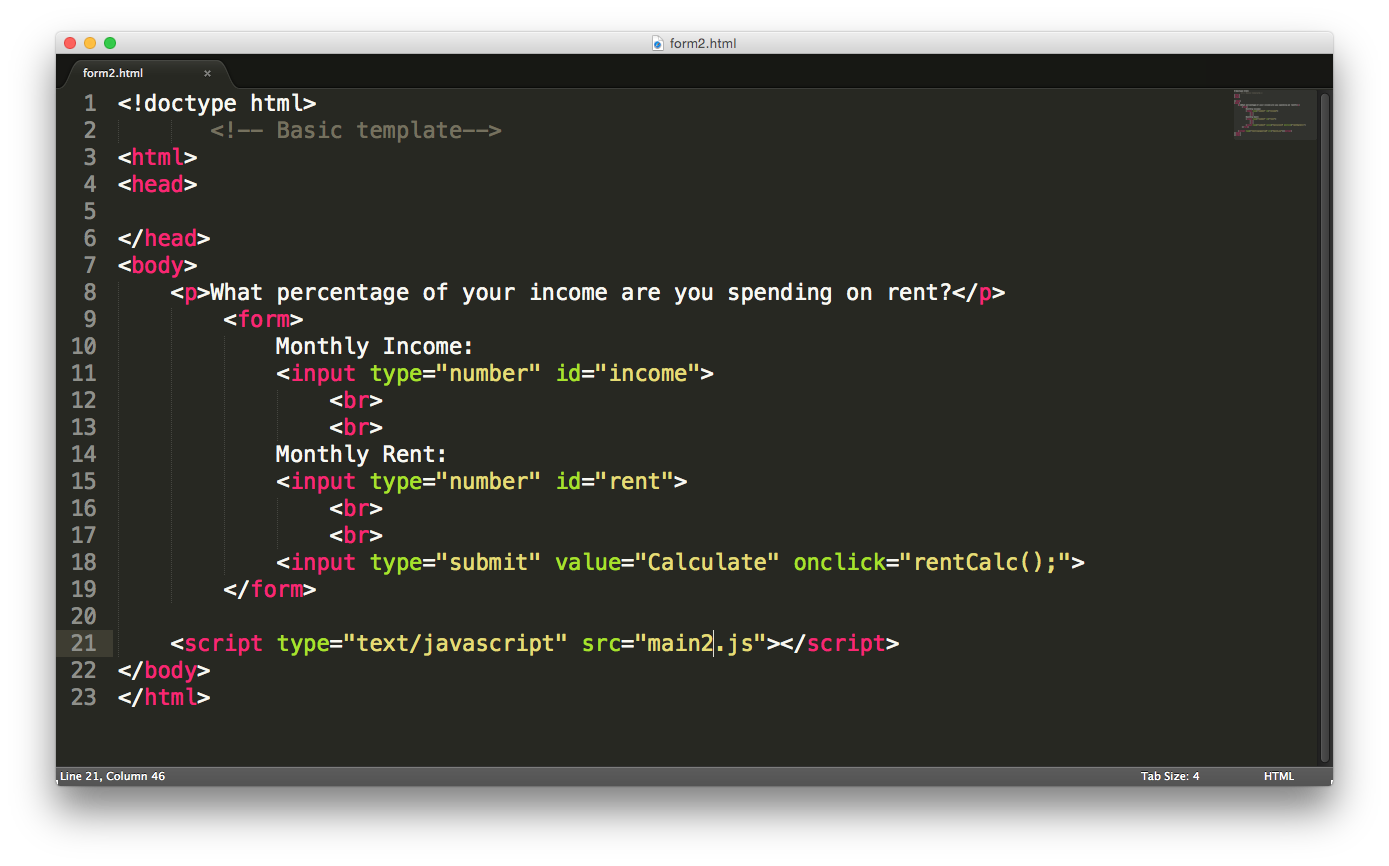 form2.html
form2.html ×
1 <!doctype html>
2 <!-- Basic template-->
3 <html>
4 <head>
5
6 </head>
7 <body>
8 <p>What percentage of your income are you spending on rent?</p>
9 <form>
10 Monthly Income:
11 <input type="number" id="income">
12 <br>
13 <br>
14 Monthly Rent:
15 <input type="number" id="rent">
16 <br>
17 <br>
18 <input type="submit" value="Calculate" onclick="rentCalc();">
19 </form>
20
21 <script type="text/javascript" src="main2.js"></script>
22 </body>
23 </html>
Line 21, Column 46 Tab Size: 4 HTML